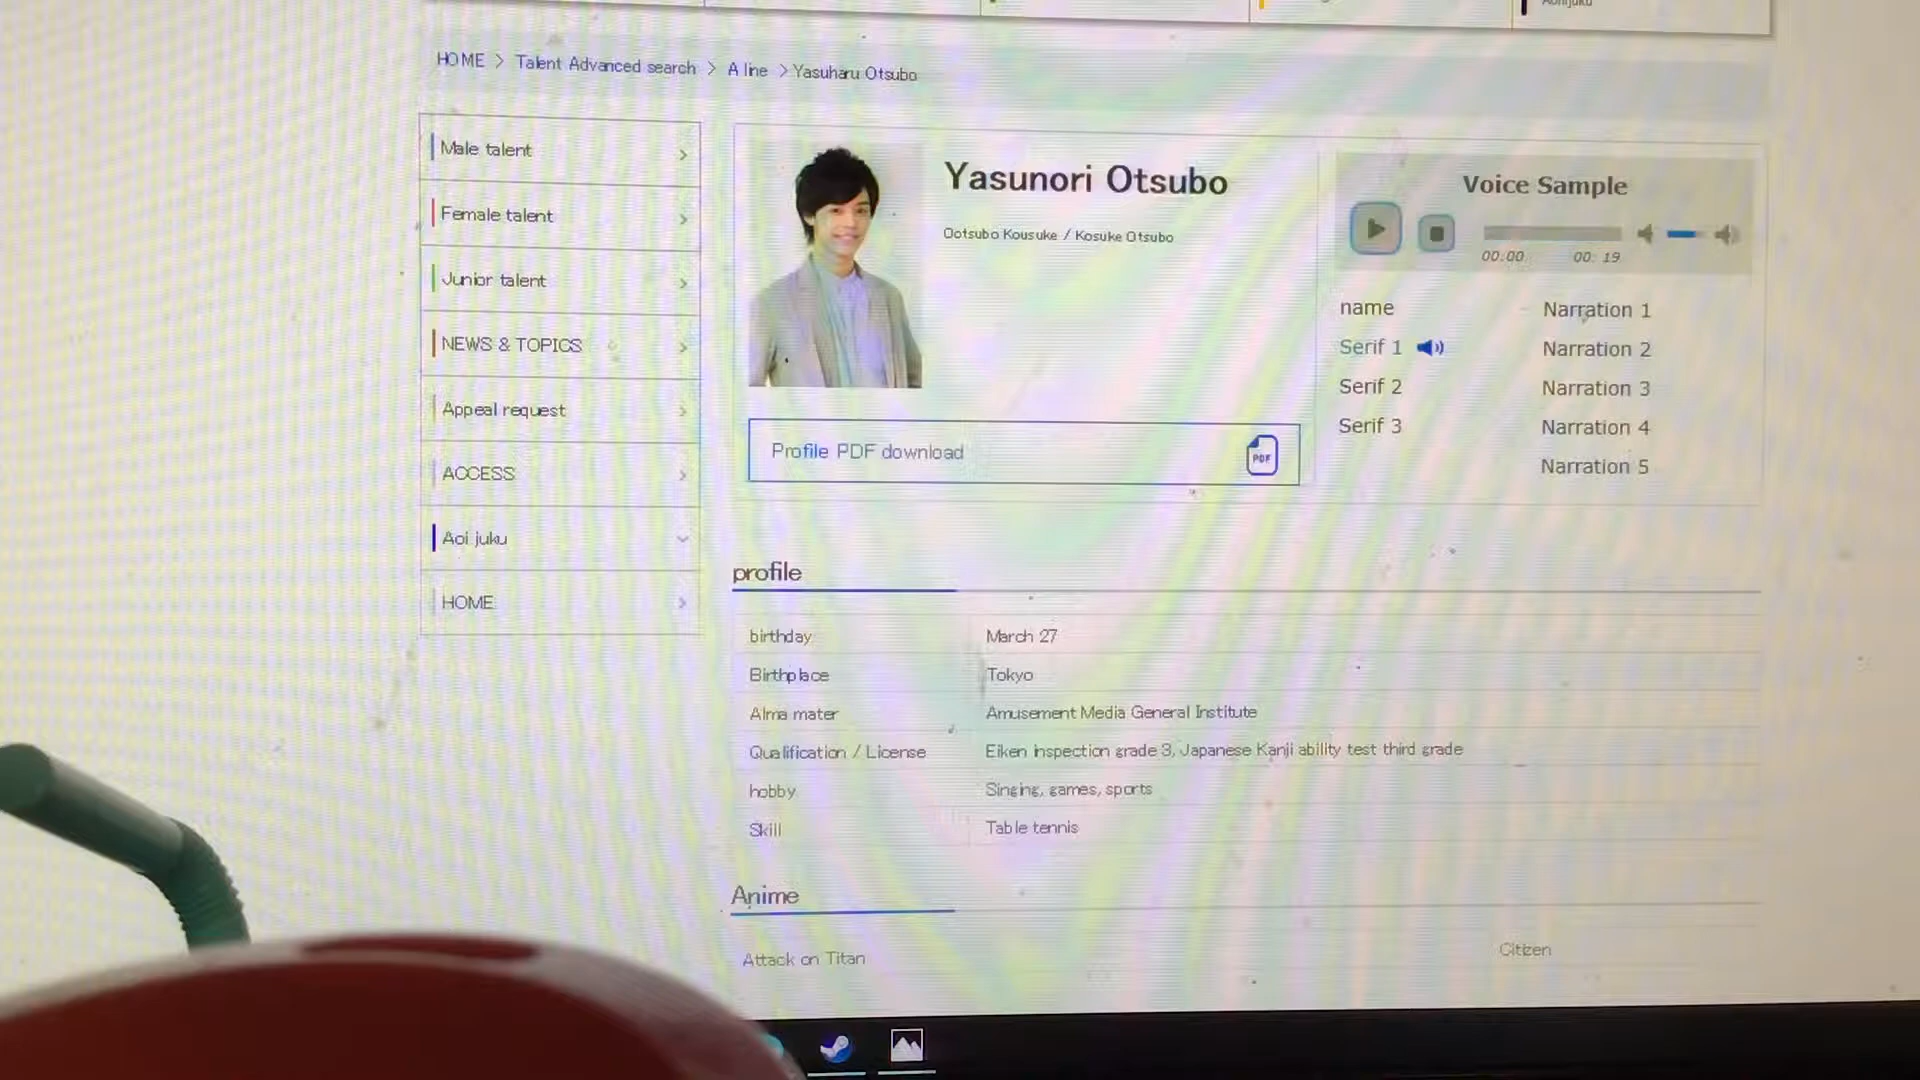 Aonijuku
HOME > Talent Advanced search > A line > Yasuharu Otsubo
Male talent
Female talent
Junior talent
NEWS & TOPICS
Appeal request
ACCESS
Aoi juku
HOME
Yasunori Otsubo
Ootsubo Kousuke / Kosuke Otsubo
Profile PDF download
PDF
Voice Sample
00:00 00: 19
name
Serif 1
Serif 2
Serif 3
Narration 1
Narration 2
Narration 3
Narration 4
Narration 5
profile
birthday March 27
Birthplace Tokyo
Alma mater Amusement Media General Institute
Qualification / License Eiken inspection grade 3, Japanese Kanji ability test third grade
hobby Singing, games, sports
Skill Table tennis
Anime
Attack on Titan Citizen